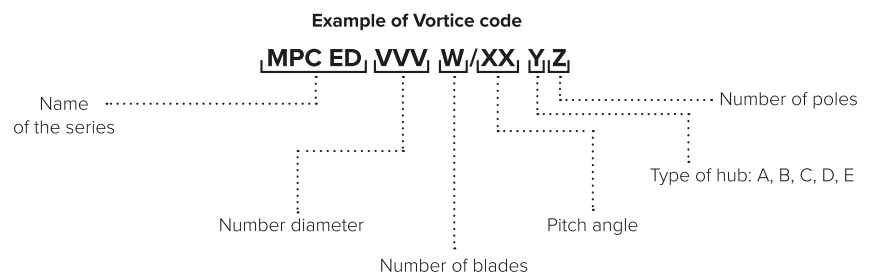 Example of Vortice code
MPC ED VVV W/XX Y Z
Name
of the series
Number of poles
Type of hub: A, B, C, D, E
Number diameter
Pitch angle
Number of blades